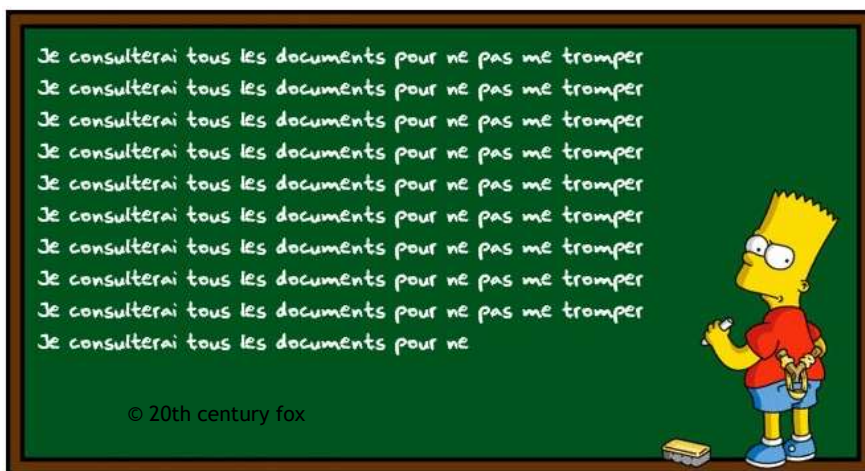 Je consulterai tous les documents pour ne pas me tromper
Je consulterai tous les documents pour ne pas me tromper
Je consulterai tous les documents pour ne pas me tromper
Je consulterai tous les documents pour ne pas me tromper
Je consulterai tous les documents pour ne pas me tromper
Je consulterai tous les documents pour ne pas me tromper
Je consulterai tous les documents pour ne pas me tromper
Je consulterai tous les documents pour ne pas me tromper
Je consulterai tous les documents pour ne pas me tromper
Je consulterai tous les documents pour ne
© 20th century fox